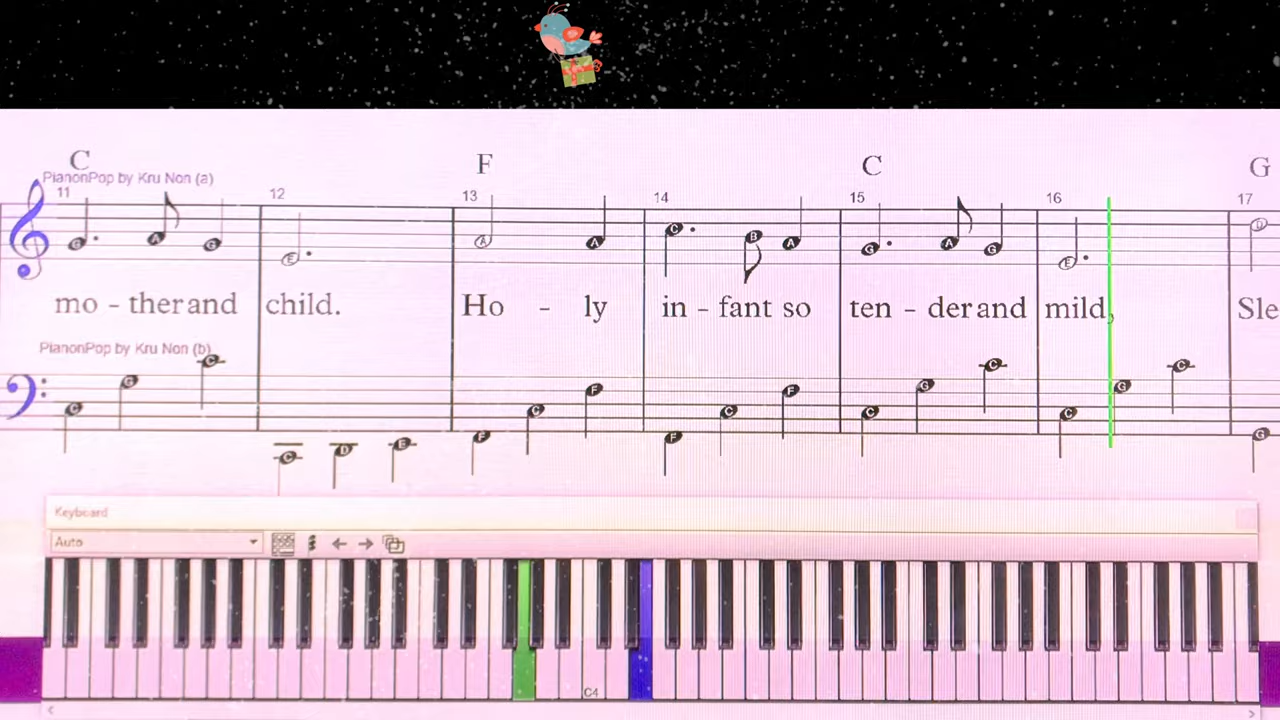 C F C G
PianonPop by Kru Non (a)
11 12 13 14 15 16 17
G A G E A A C B A G A G E D
mo - ther and child. Ho - ly in - fant so ten - der and mild, Sle
PianonPop by Kru Non (b)
C G C C D E F C F F C F C G C C G C G
Keyboard
Auto
C4